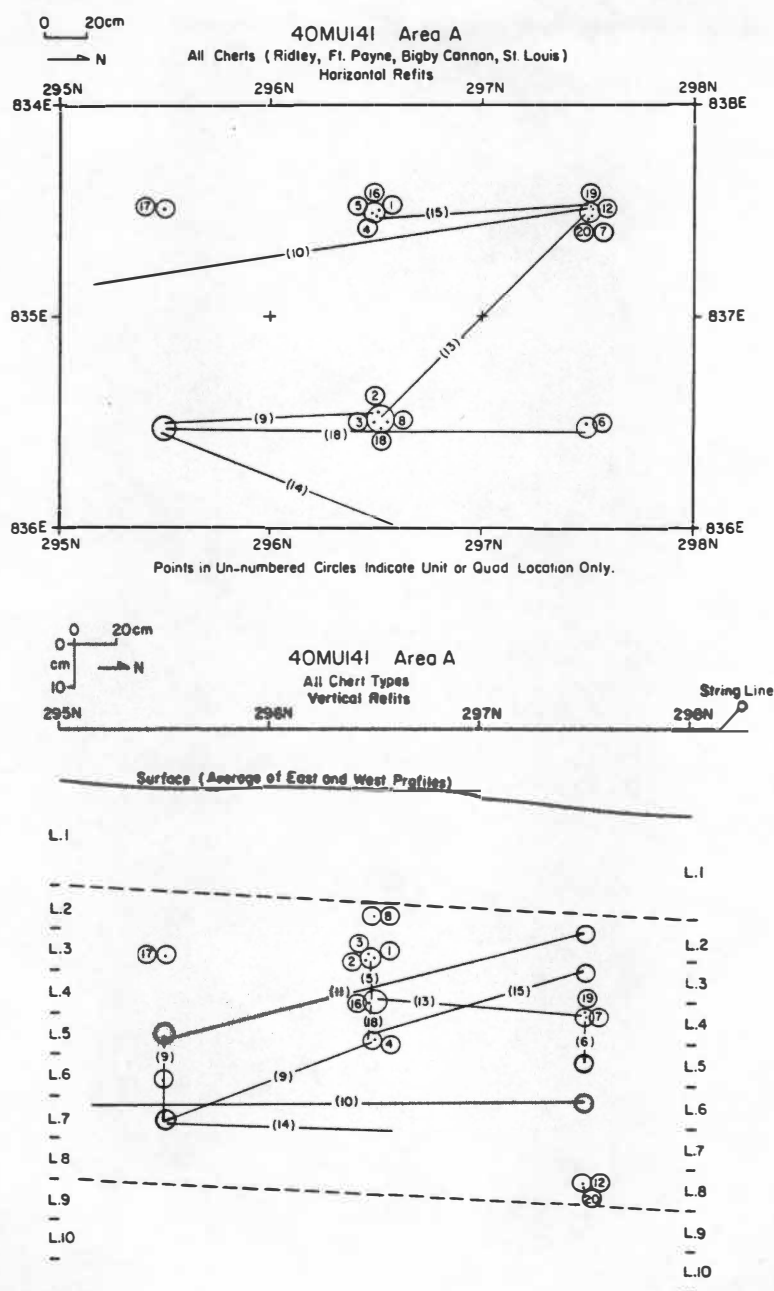 0 20cm
40MU141 Area A
N
All Cherts (Ridley, Ft. Payne, Bigby Cannon, St. Louis)
Horizontal Refits
295N 296N 297N 298N
834E 838E
17 5 16 1 4 (15) 19 12 20 7
(10)
835E 837E
(13)
2
(9) 3 8 6
(18) 18
(14)
836E 836E
295N 296N 297N 298N
Points in Un-numbered Circles Indicate Unit or Quad Location Only.
0 20cm
0
cm N
10
40MU141 Area A
All Chert Types
Vertical Refits
String Line
295N 296N 297N 298N
Surface (Average of East and West Profiles)
L.1 L.1
L.2 8 L.2
L.3 17 3 1 2 L.3
(5) (15)
L.4 (11) 16 (13) 19 7 L.4
L.5 (18) 4 (6) L.5
(9)
L.6 (9) L.6
(10)
L.7 (14) L.7
L.8 12 20 L.8
L.9 L.9
L.10 L.10